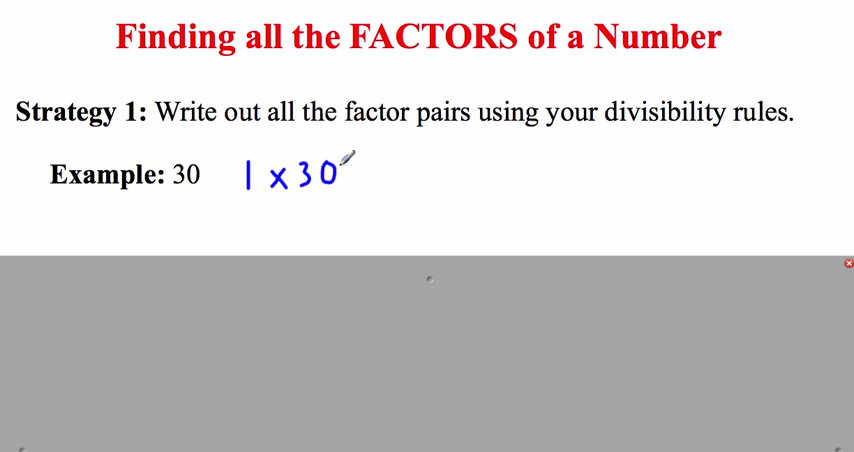 Finding all the FACTORS of a Number
Strategy 1: Write out all the factor pairs using your divisibility rules.
Example: 30 1 x 30